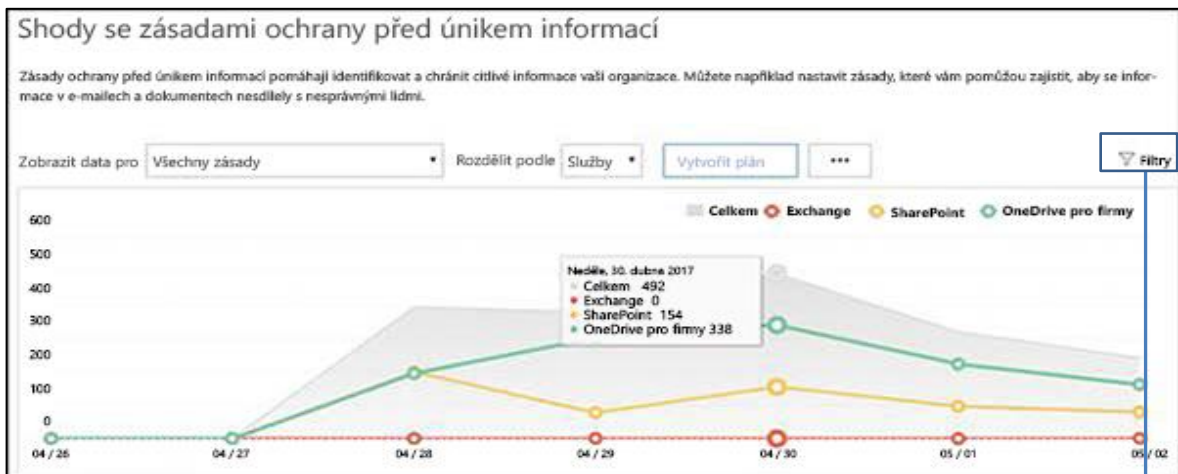 Shody se zásadami ochrany před únikem informací
Zásady ochrany před únikem informací pomáhají identifikovat a chránit citlivé informace vaší organizace. Můžete například nastavit zásady, které vám pomůžou zajistit, aby se infor-
mace v e-mailech a dokumentech nesdílely s nesprávnými lidmi.
Zobrazit data pro Všechny zásady Rozdělit podle Služby Vytvořit plán ••• Filtry
Celkem Exchange SharePoint OneDrive pro firmy
600
500
400
300
200
100
0
Neděle, 30. dubna 2017
Celkem 492
Exchange 0
SharePoint 154
OneDrive pro firmy 338
04 / 26 04 / 27 04 / 28 04 / 29 04 / 30 05 / 01 05 / 02